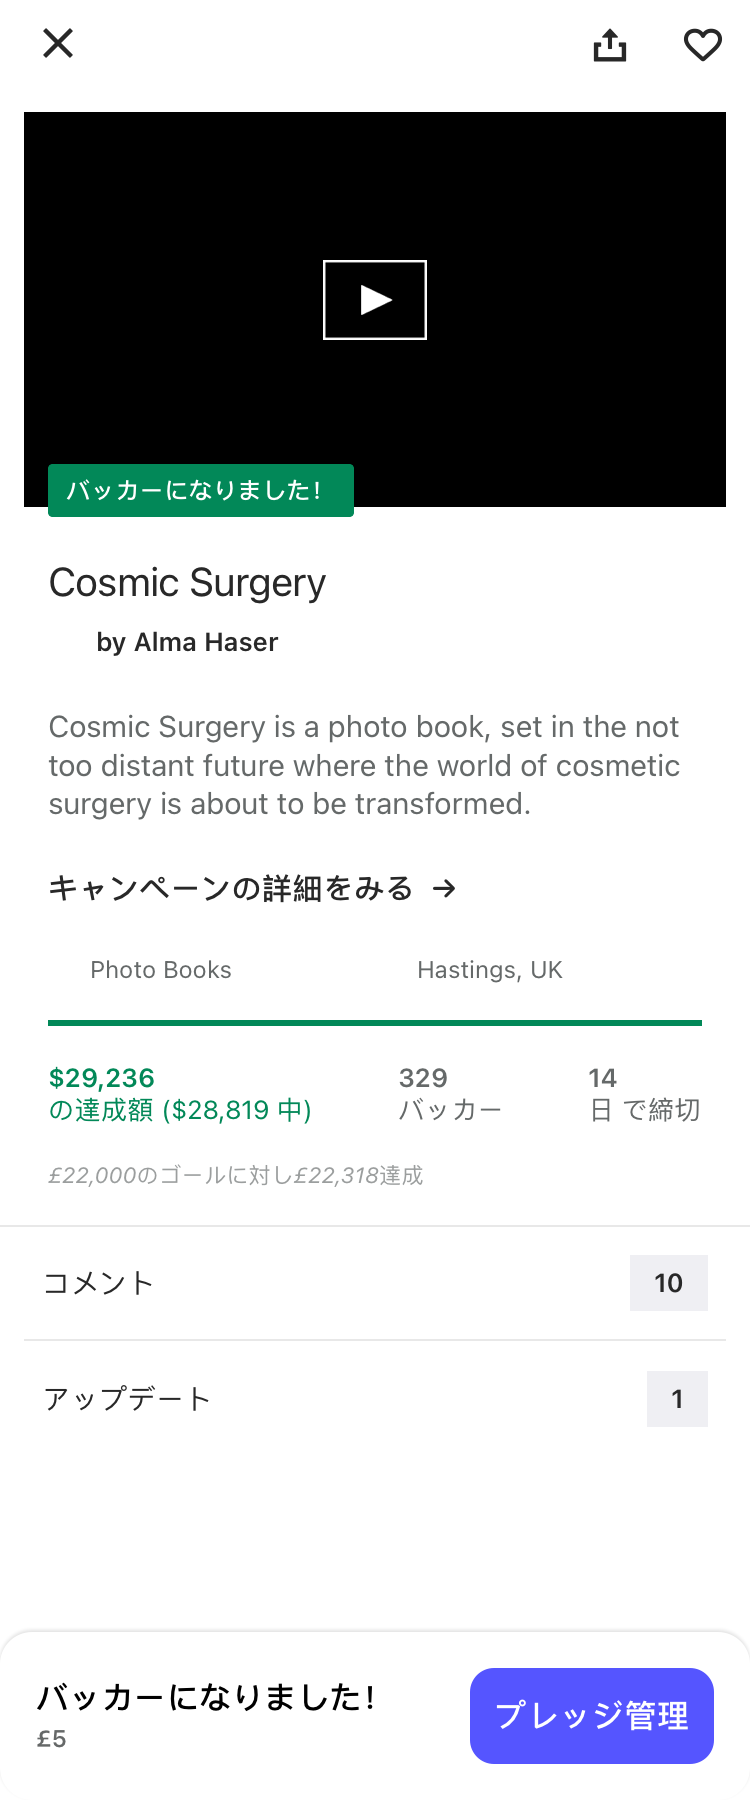 バッカーになりました！
Cosmic Surgery
by Alma Haser
Cosmic Surgery is a photo book, set in the not
too distant future where the world of cosmetic
surgery is about to be transformed.
キャンペーンの詳細をみる →
Photo Books
Hastings, UK
$29,236
の達成額 ($28,819 中)
329
バッカー
14
日 で締切
£22,000のゴールに対し£22,318達成
コメント
10
アップデート
1
バッカーになりました！
£5
プレッジ管理